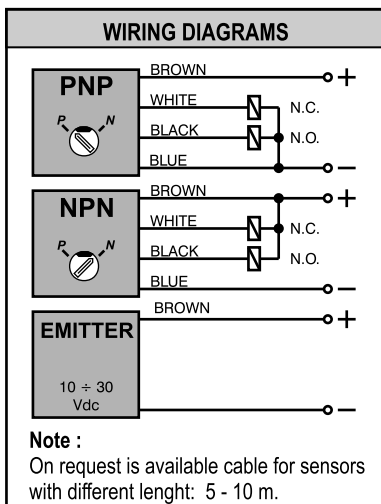 WIRING DIAGRAMS
PNP
P N
BROWN
+
WHITE
N.C.
BLACK
N.O.
BLUE
−
NPN
P N
BROWN
+
WHITE
N.C.
BLACK
N.O.
BLUE
−
EMITTER
10 ÷ 30
Vdc
BROWN
+
−
Note :
On request is available cable for sensors
with different lenght: 5 - 10 m.